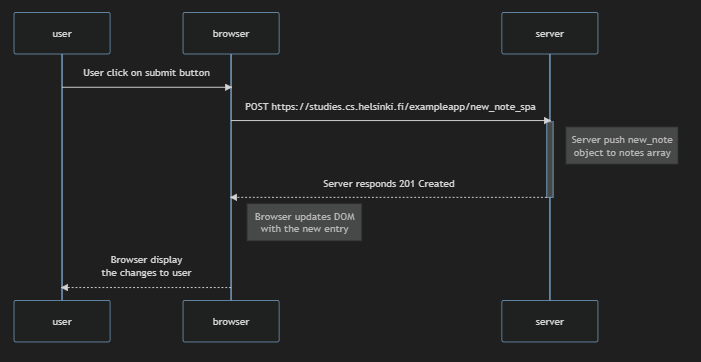 user browser server
User click on submit button
POST https://studies.cs.helsinki.fi/exampleapp/new_note_spa
Server push new_note
object to notes array
Server responds 201 Created
Browser updates DOM
with the new entry
Browser display
the changes to user
user browser server